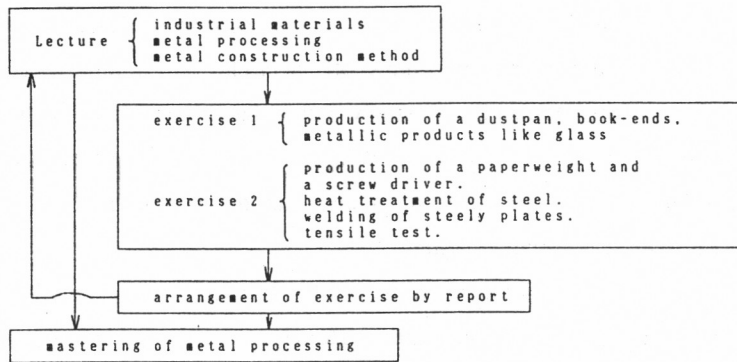 Lecture
industrial materials
metal processing
metal construction method
exercise 1
production of a dustpan, book-ends,
metallic products like glass
exercise 2
production of a paperweight and
a screw driver.
heat treatment of steel.
welding of steely plates.
tensile test.
arrangement of exercise by report
mastering of metal processing